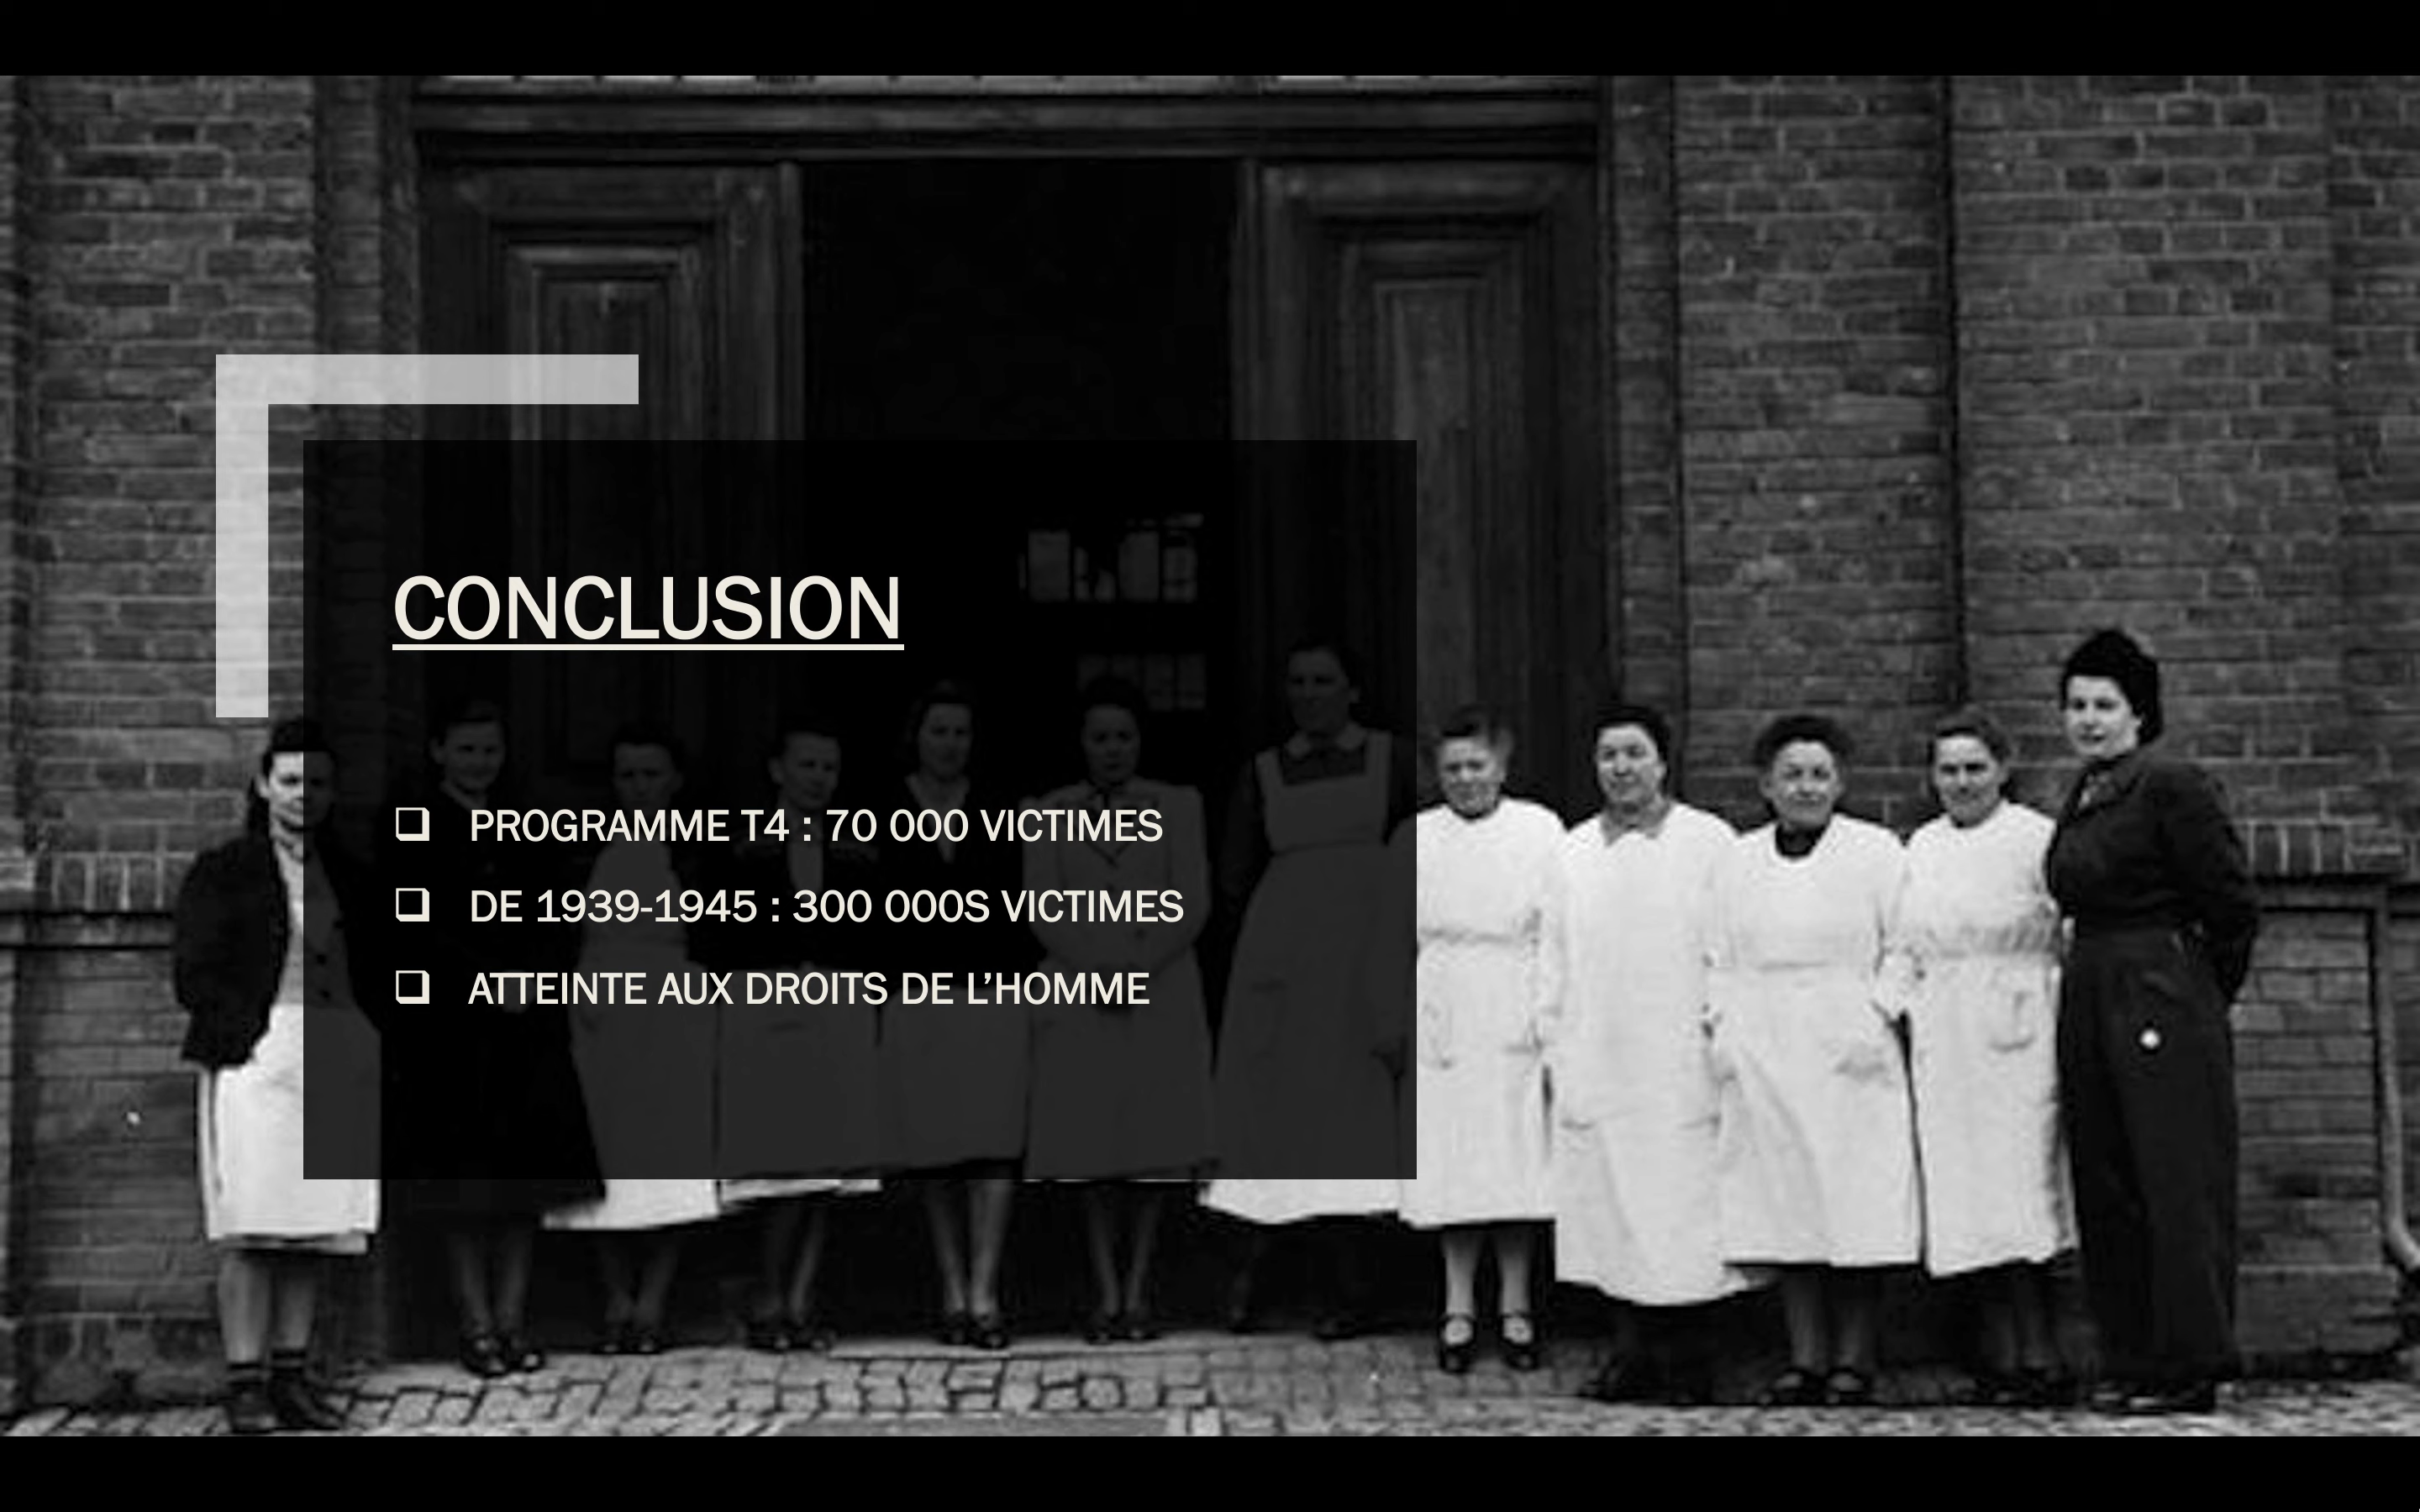 CONCLUSION
❑ PROGRAMME T4 : 70 000 VICTIMES
❑ DE 1939-1945 : 300 000S VICTIMES
❑ ATTEINTE AUX DROITS DE L’HOMME